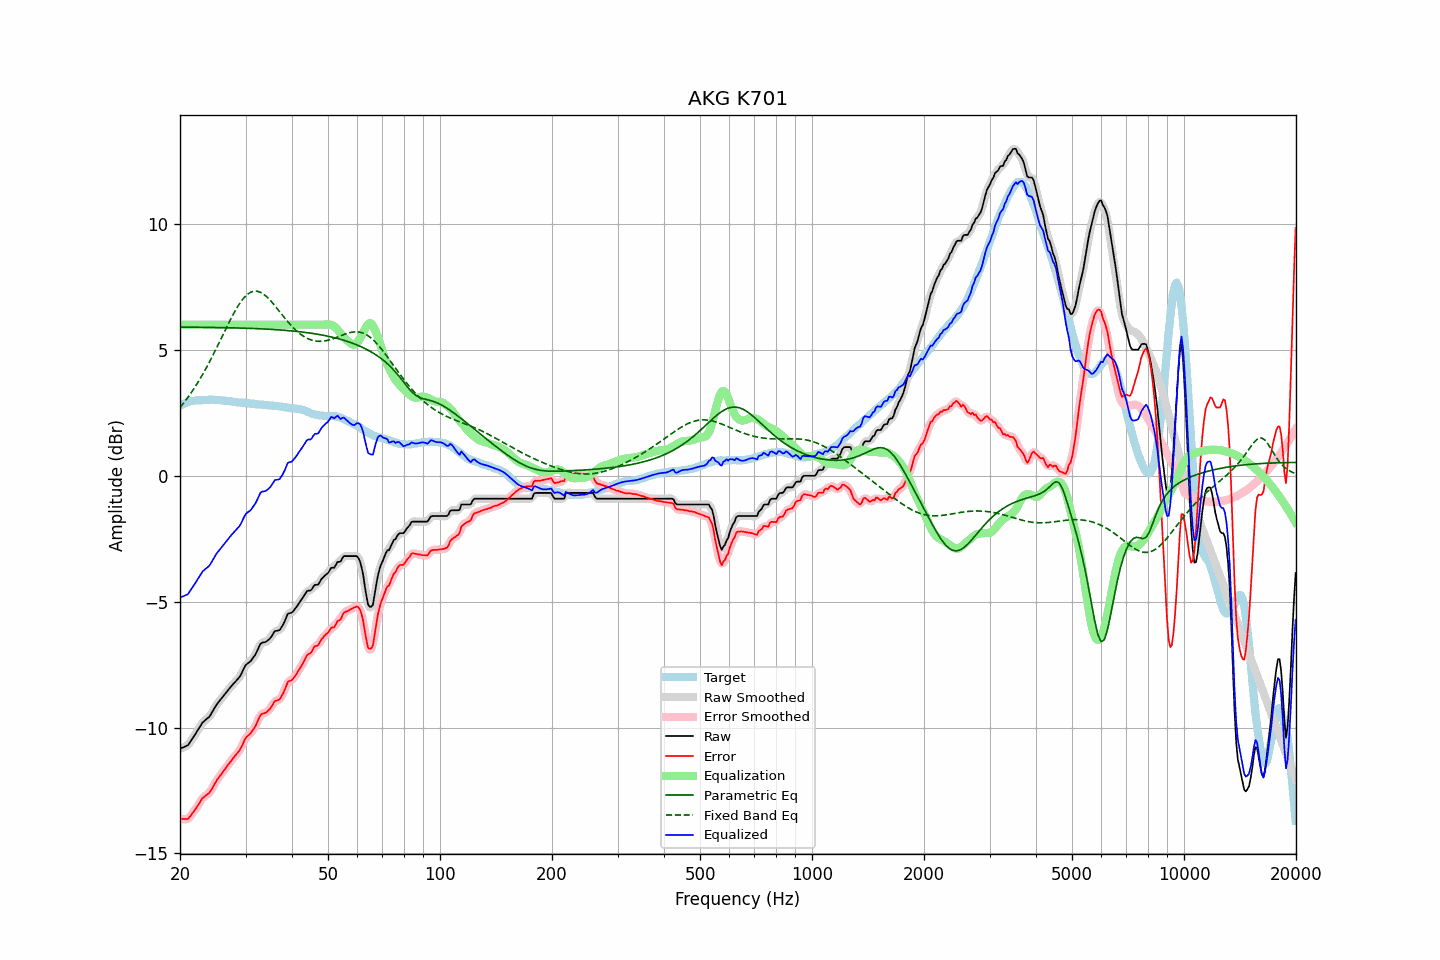 AKG K701
Amplitude (dBr)
10
5
0
−5
−10
−15
Target
Raw Smoothed
Error Smoothed
Raw
Error
Equalization
Parametric Eq
Fixed Band Eq
Equalized
20 50 100 200 500 1000 2000 5000 10000 20000
Frequency (Hz)